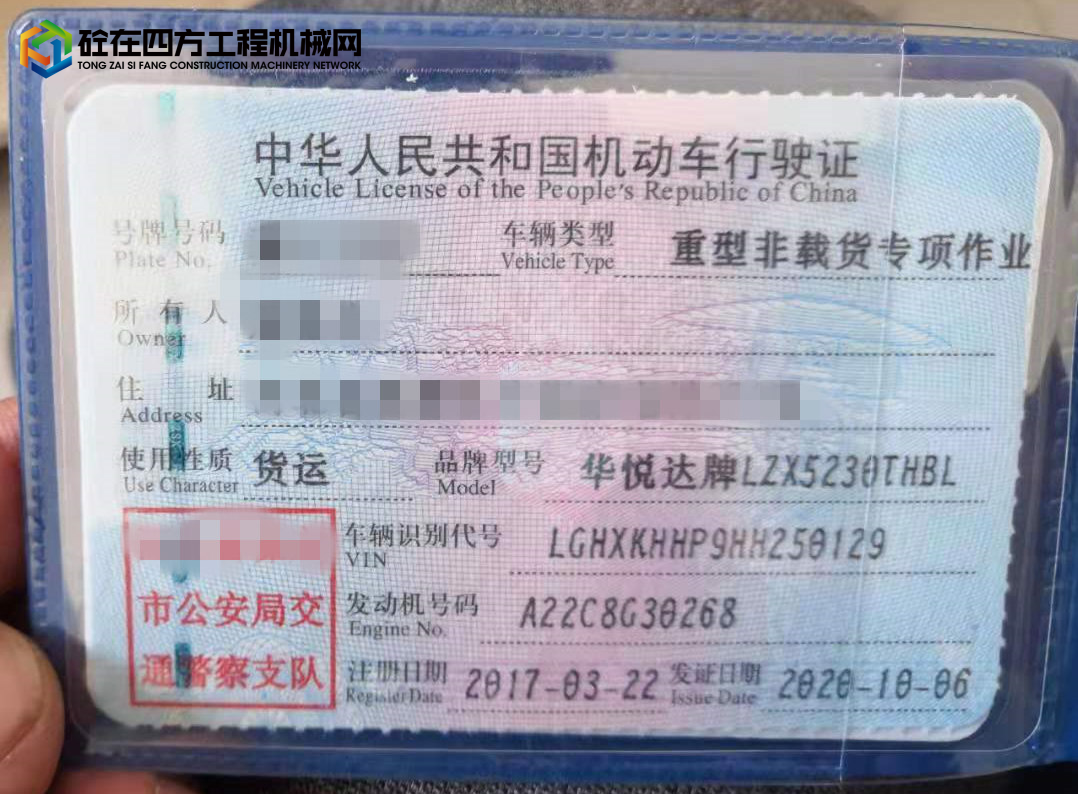 砼在四方工程机械网
TONG ZAI SI FANG CONSTRUCTION MACHINERY NETWORK
中华人民共和国机动车行驶证
Vehicle License of the People's Republic of China
号牌号码 车辆类型 重型非载货专项作业
Plate No. Vehicle Type
所有人
Owner
住址
Address
使用性质 货运 品牌型号 华悦达牌LZX5230THBL
Use Character Model
车辆识别代号 LGHXKHHP9HH250129
VIN
市公安局交
通警察支队
发动机号码 A22C8G30268
Engine No.
注册日期 2017-03-22 发证日期 2020-10-06
Register Date Issue Date